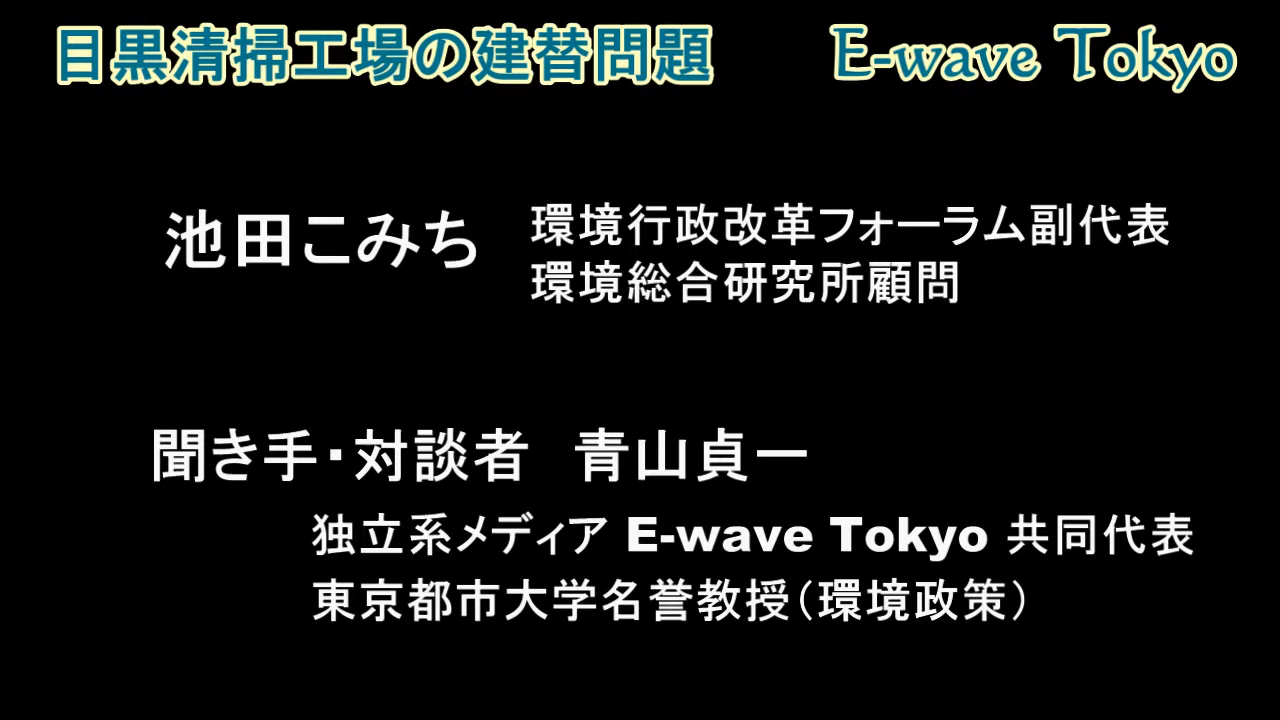 目黒清掃工場の建替問題　E-wave Tokyo
池田こみち
環境行政改革フォーラム副代表
環境総合研究所顧問
聞き手・対談者　青山貞一
独立系メディア E-wave Tokyo 共同代表
東京都市大学名誉教授（環境政策）